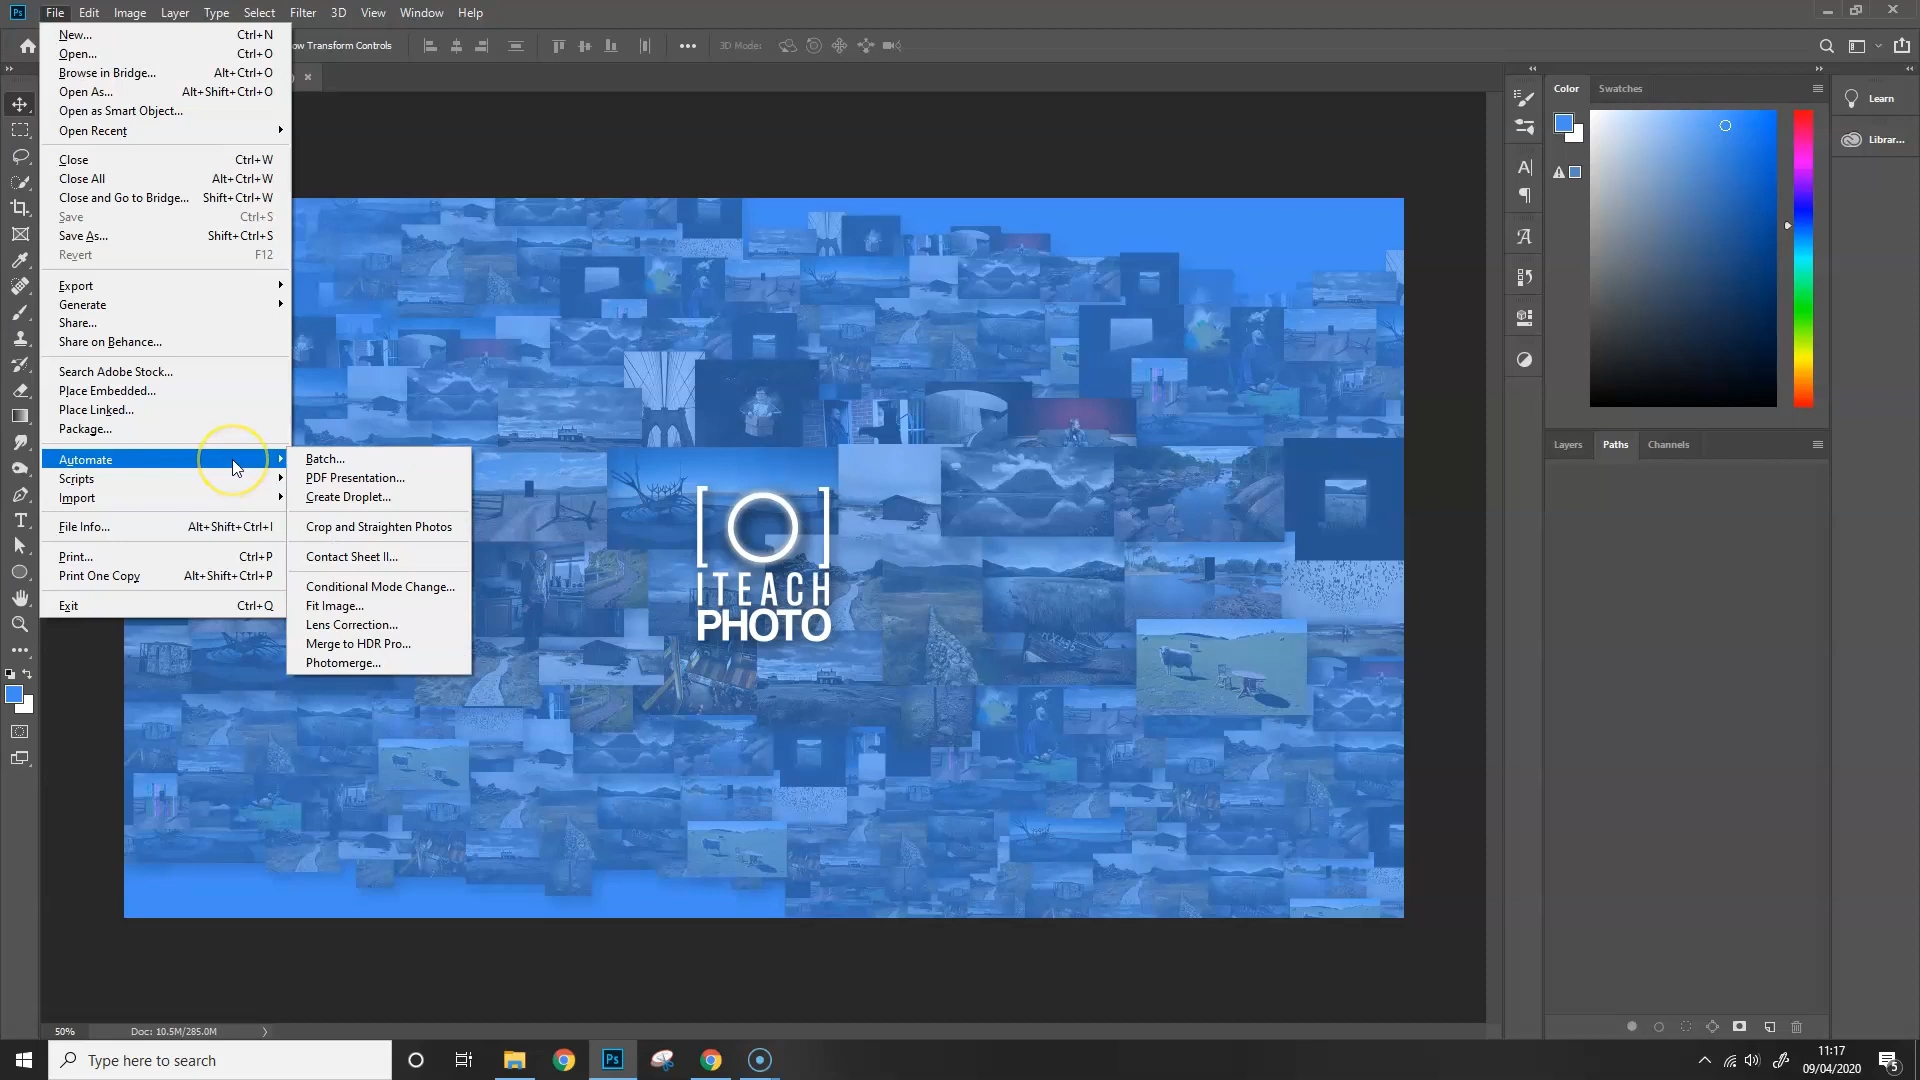 Ps File Edit Image Layer Type Select Filter 3D View Window Help
ow Transform Controls
3D Mode:
New... Ctrl+N
Open... Ctrl+O
Browse in Bridge... Alt+Ctrl+O
Open As... Alt+Shift+Ctrl+O
Open as Smart Object...
Open Recent
Close Ctrl+W
Close All Alt+Ctrl+W
Close and Go to Bridge... Shift+Ctrl+W
Save Ctrl+S
Save As... Shift+Ctrl+S
Revert F12
Export
Generate
Share...
Share on Behance...
Search Adobe Stock...
Place Embedded...
Place Linked...
Package...
Automate
Scripts
Import
File Info... Alt+Shift+Ctrl+I
Print... Ctrl+P
Print One Copy Alt+Shift+Ctrl+P
Exit Ctrl+Q
Batch...
PDF Presentation...
Create Droplet...
Crop and Straighten Photos
Contact Sheet II...
Conditional Mode Change...
Fit Image...
Lens Correction...
Merge to HDR Pro...
Photomerge...
ITEACH
PHOTO
Color Swatches
Learn
Librar...
Layers Paths Channels
50% Doc: 10.5M/285.0M
Type here to search
Ps
11:17
09/04/2020
5